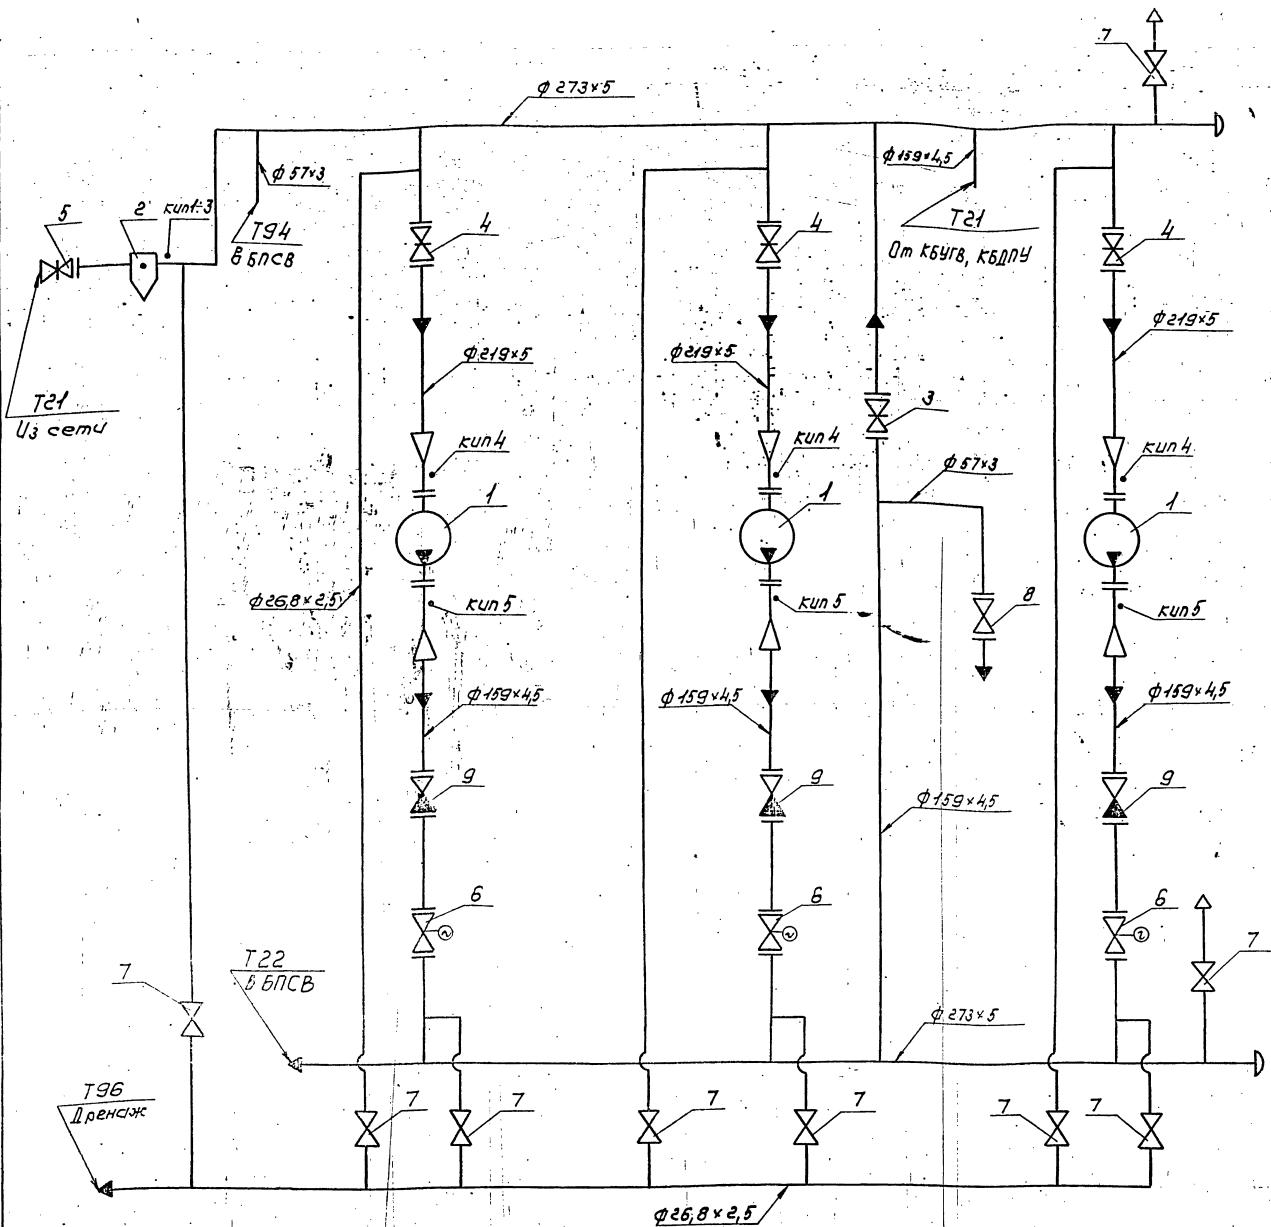 7
ф 273×5
ф 57×3
ф 159×4,5
5
2
кип1÷3
Т94
В БПСВ
4
4
Т21
От КБУГВ, КБДПУ
4
ф 219×5
ф 219×5
ф 219×5
Т21
Из сети
3
кип 4
кип 4
кип 4
ф 57×3
1
1
1
ф 26,8×2,5
кип 5
кип 5
8
кип 5
ф 159×4,5
ф 159×4,5
ф 159×4,5
9
9
9
ф 159×4,5
6
6
6
7
Т22
В БПСВ
7
ф 273×5
Т96
Дренаж
7
7
7
7
7
7
ф 26,8×2,5